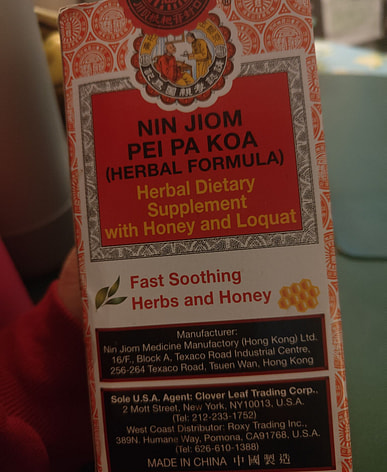 NIN JIOM
PEI PA KOA
(HERBAL FORMULA)
Herbal Dietary
Supplement
with Honey and Loquat
Fast Soothing
Herbs and Honey
Manufacturer:
Nin Jiom Medicine Manufactory (Hong Kong) Ltd.
16/F., Block A, Texaco Road Industrial Centre,
256-264 Texaco Road, Tsuen Wan, Hong Kong
Sole U.S.A. Agent: Clover Leaf Trading Corp.,
2 Mott Street, New York, NY10013, U.S.A.
(Tel: 212-233-1752)
West Coast Distributor: Roxy Trading Inc.,
389N. Humane Way, Pomona, CA91768, U.S.A.
(Tel: 626-610-1388)
MADE IN CHINA 中國製造